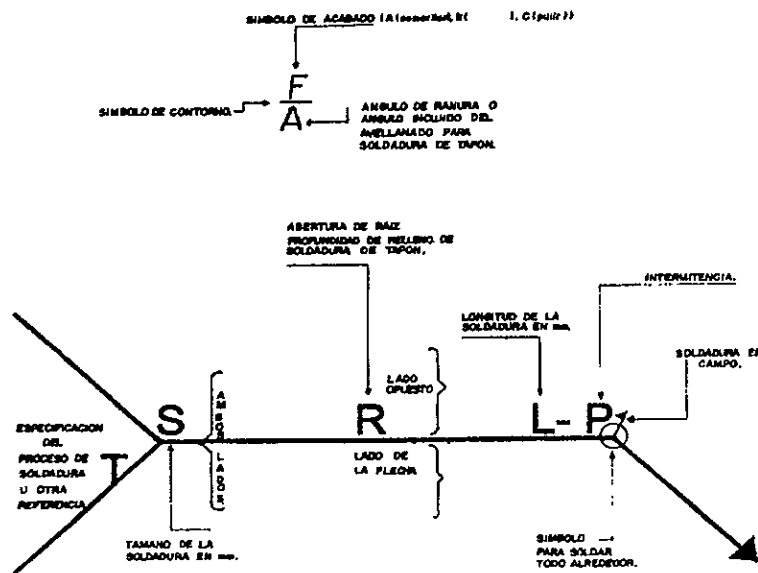 SIMBOLO DE ACABADO
F
SIMBOLO DE CONTORNO.
A
ANGULO DE RANURA O
ANGULO INCLUIDO DEL
AVELLANADO PARA
SOLDADURA DE TAPON.
ABERTURA DE RAIZ
PROFUNDIDAD DE RELLENO DE
SOLDADURA DE TAPON.
INTERMITENCIA.
LONGITUD DE LA
SOLDADURA EN mm.
SOLDADURA EN
CAMPO.
LADO
OPUESTO
AMBOS LADOS
S
R
L-P
ESPECIFICACION
DEL
PROCESO DE
SOLDADURA
U OTRA
REFERENCIA
T
LADO DE
LA FLECHA
TAMANO DE LA
SOLDADURA EN mm.
SIMBOLO
PARA SOLDAR
TODO ALREDEDOR.